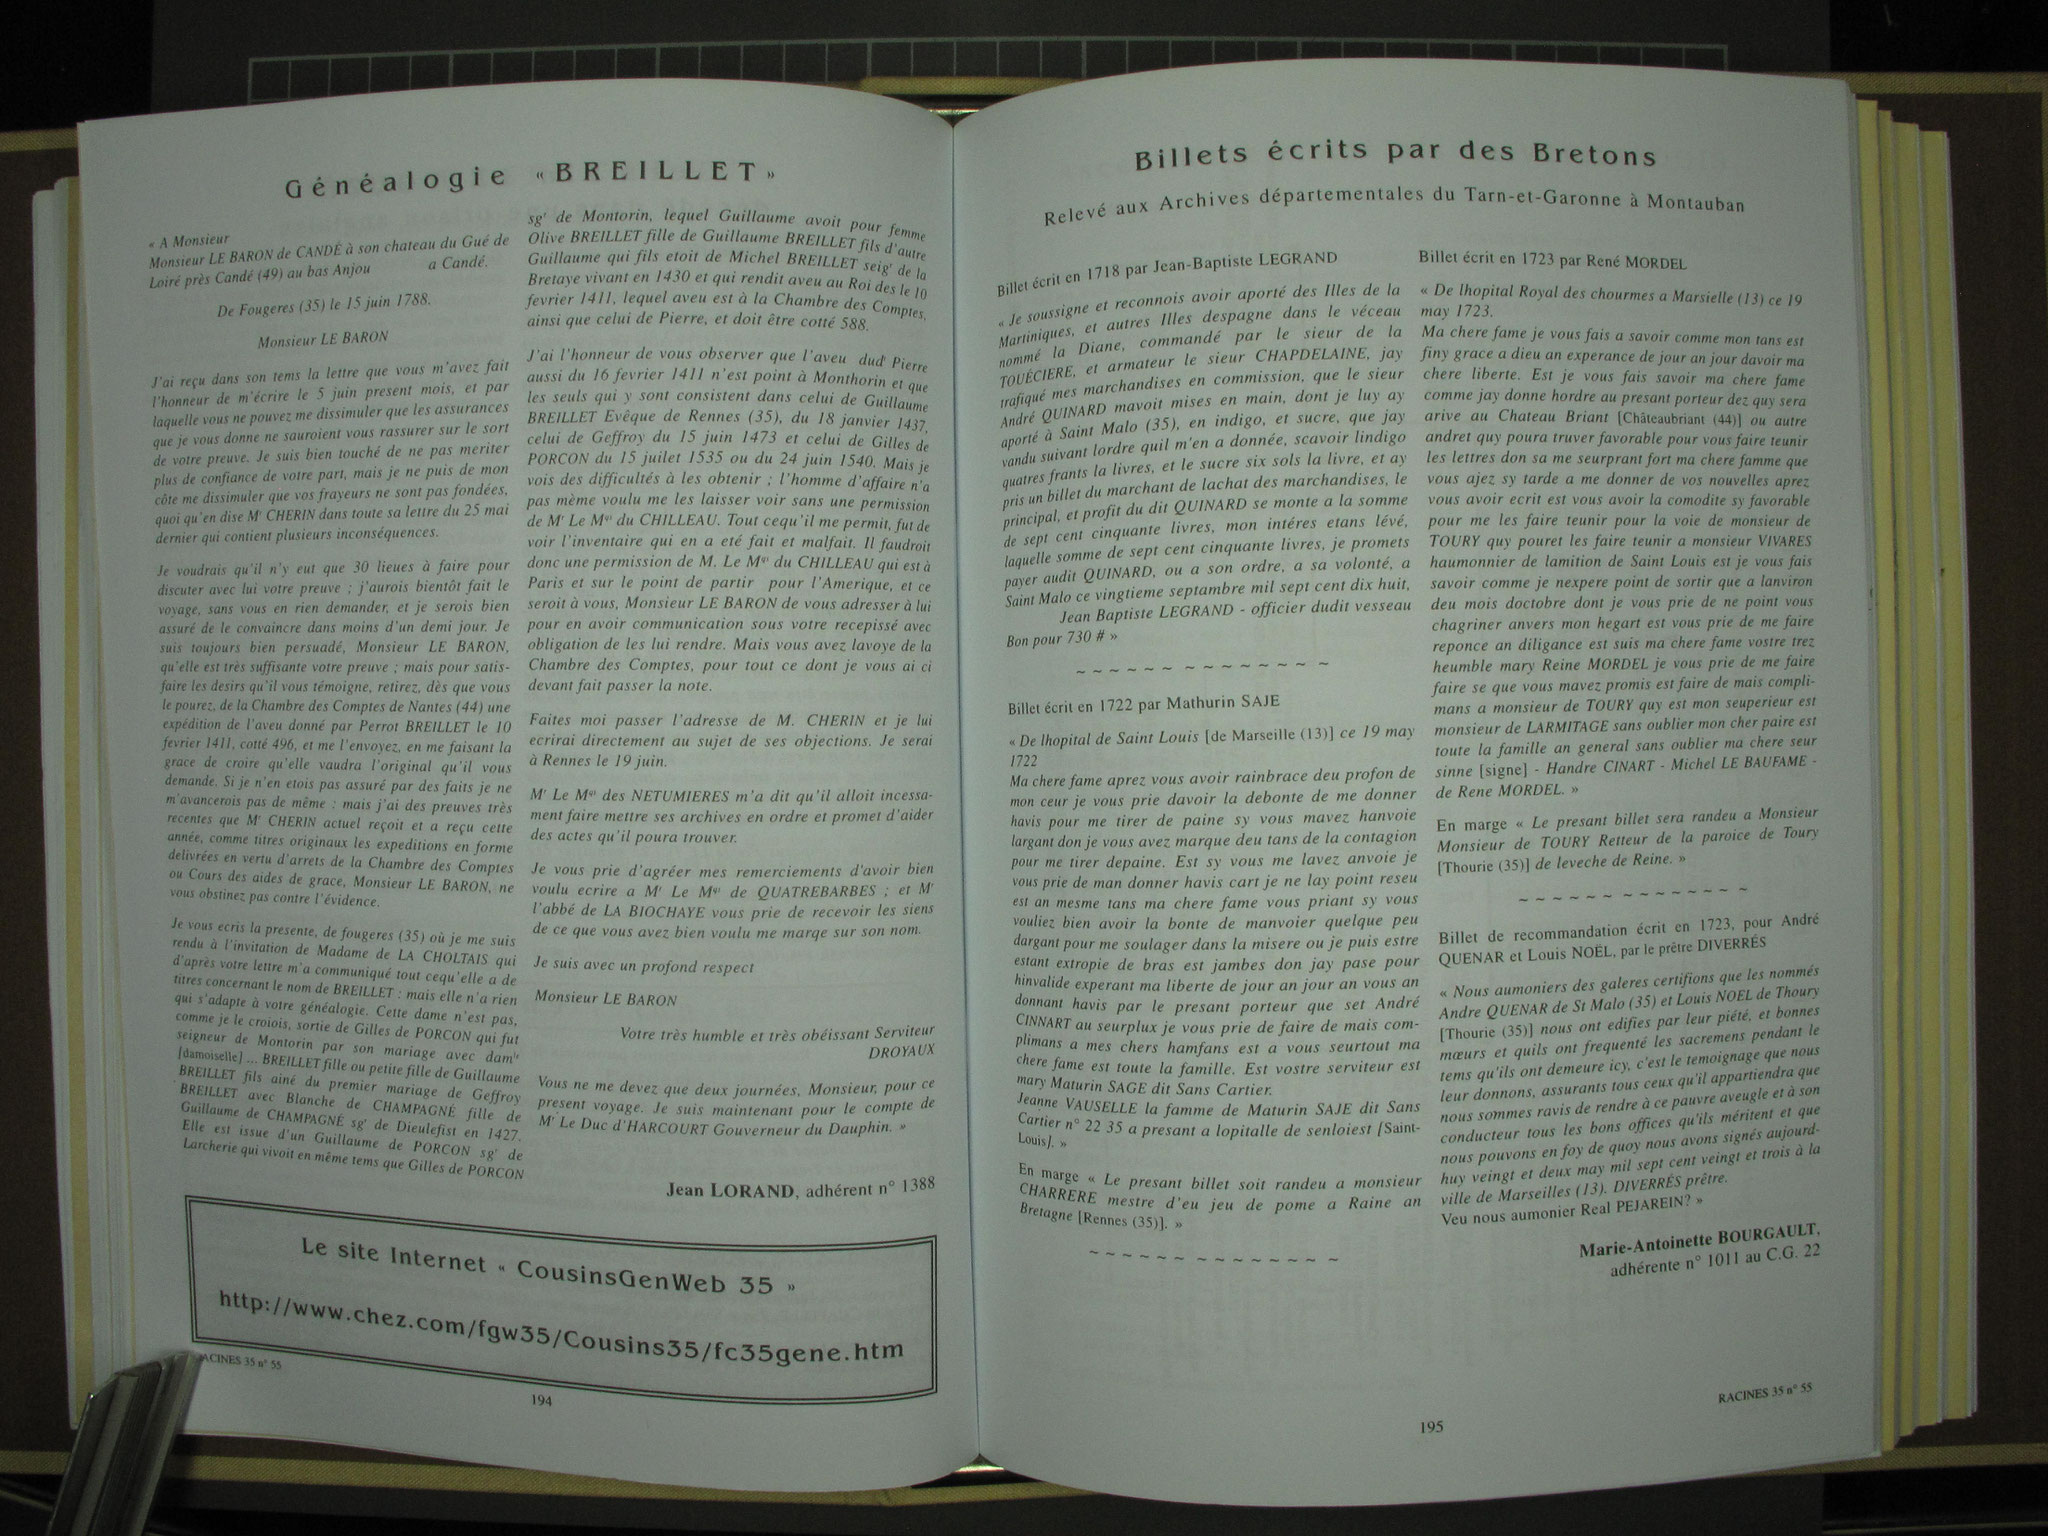 Généalogie « BREILLET »
« A Monsieur
Monsieur LE BARON de CANDÉ à son chateau du Gué de
Loiré près Candé (49) au bas Anjou a Candé.
De Fougeres (35) le 15 juin 1788.
Monsieur LE BARON
J'ai reçu dans son tems la lettre que vous m'avez fait
l'honneur de m'écrire le 5 juin present mois, et par
laquelle vous ne pouvez me dissimuler que les assurances
que je vous donne ne sauroient vous rassurer sur le sort
de votre preuve. Je suis bien touché de ne pas meriter
plus de confiance de votre part, mais je ne puis de mon
côte me dissimuler que vos frayeurs ne sont pas fondées,
quoi qu'en dise Mr CHERIN dans toute sa lettre du 25 mai
dernier qui contient plusieurs inconséquences.
Je voudrais qu'il n'y eut que 30 lieues à faire pour
discuter avec lui votre preuve ; j'aurois bientôt fait le
voyage, sans vous en rien demander, et je serois bien
assuré de le convaincre dans moins d'un demi jour. Je
suis toujours bien persuadé, Monsieur LE BARON,
qu'elle est très suffisante votre preuve ; mais pour satis-
faire les desirs qu'il vous témoigne, retirez, dès que vous
le pourez, de la Chambre des Comptes de Nantes (44) une
expédition de l'aveu donné par Perrot BREILLET le 10
fevrier 1411, cotté 496, et me l'envoyez, en me faisant la
grace de croire qu'elle vaudra l'original qu'il vous
demande. Si je n'en etois pas assuré par des faits je ne
m'avancerois pas de même : mais j'ai des preuves très
recentes que Mr CHERIN actuel reçoit et a reçu cette
année, comme titres originaux les expeditions en forme
delivrées en vertu d'arrets de la Chambre des Comptes
ou Cours des aides de grace, Monsieur LE BARON, ne
vous obstinez pas contre l'évidence.
Je vous ecris la presente, de fougeres (35) où je me suis
rendu à l'invitation de Madame de LA CHOLTAIS qui
d'après votre lettre m'a communiqué tout cequ'elle a de
titres concernant le nom de BREILLET : mais elle n'a rien
qui s'adapte à votre généalogie. Cette dame n'est pas,
comme je le croiois, sortie de Gilles de PORCON qui fut
seigneur de Montorin par son mariage avec damlle
[damoiselle] ... BREILLET fille ou petite fille de Guillaume
BREILLET fils ainé du premier mariage de Geffroy
BREILLET avec Blanche de CHAMPAGNÉ fille de
Guillaume de CHAMPAGNÉ sgr de Dieulefist en 1427.
Elle est issue d'un Guillaume de PORCON sgr de
Larcherie qui vivoit en même tems que Gilles de PORCON
sgr de Montorin, lequel Guillaume avoit pour femme
Olive BREILLET fille de Guillaume BREILLET fils d'autre
Guillaume qui fils etoit de Michel BREILLET seigr de la
Bretaye vivant en 1430 et qui rendit aveu au Roi des le 10
fevrier 1411, lequel aveu est à la Chambre des Comptes,
ainsi que celui de Pierre, et doit être cotté 588.
J'ai l'honneur de vous observer que l'aveu dudt Pierre
aussi du 16 fevrier 1411 n'est point à Monthorin et que
les seuls qui y sont consistent dans celui de Guillaume
BREILLET Evêque de Rennes (35), du 18 janvier 1437,
celui de Geffroy du 15 juin 1473 et celui de Gilles de
PORCON du 15 juilet 1535 ou du 24 juin 1540. Mais je
vois des difficultés à les obtenir ; l'homme d'affaire n'a
pas mème voulu me les laisser voir sans une permission
de Mr Le Mqis du CHILLEAU. Tout cequ'il me permit, fut de
voir l'inventaire qui en a eté fait et malfait. Il faudroit
donc une permission de M. Le Mqis du CHILLEAU qui est à
Paris et sur le point de partir pour l'Amerique, et ce
seroit à vous, Monsieur LE BARON de vous adresser à lui
pour en avoir communication sous votre recepissé avec
obligation de les lui rendre. Mais vous avez lavoye de la
Chambre des Comptes, pour tout ce dont je vous ai ci
devant fait passer la note.
Faites moi passer l'adresse de M. CHERIN et je lui
ecrirai directement au sujet de ses objections. Je serai
à Rennes le 19 juin.
Mr Le Mqis des NETUMIERES m'a dit qu'il alloit incessa-
ment faire mettre ses archives en ordre et promet d'aider
des actes qu'il poura trouver.
Je vous prie d'agréer mes remerciements d'avoir bien
voulu ecrire a Mr Le Mqis de QUATREBARBES ; et Mr
l'abbé de LA BIOCHAYE vous prie de recevoir les siens
de ce que vous avez bien voulu me marqe sur son nom.
Je suis avec un profond respect
Monsieur LE BARON
Votre très humble et très obéissant Serviteur
DROYAUX
Vous ne me devez que deux journées, Monsieur, pour ce
present voyage. Je suis maintenant pour le compte de
Mr Le Duc d'HARCOURT Gouverneur du Dauphin. »
Jean LORAND, adhérent n° 1388
Le site Internet « CousinsGenWeb 35 »
http://www.chez.com/fgw35/Cousins35/fc35gene.htm
ACINES 35 n° 55
194
Billets écrits par des Bretons
Relevé aux Archives départementales du Tarn-et-Garonne à Montauban
Billet écrit en 1718 par Jean-Baptiste LEGRAND
« Je soussigne et reconnois avoir aporté des Illes de la
Martiniques, et autres Illes despagne dans le véceau
nommé la Diane, commandé par le sieur de la
TOUÉCIERE, et armateur le sieur CHAPDELAINE, jay
trafiqué mes marchandises en commission, que le sieur
André QUINARD mavoit mises en main, dont je luy ay
aporté à Saint Malo (35), en indigo, et sucre, que jay
vandu suivant lordre quil m'en a donnée, scavoir lindigo
quatres frants la livres, et le sucre six sols la livre, et ay
pris un billet du marchant de lachat des marchandises, le
principal, et profit du dit QUINARD se monte a la somme
de sept cent cinquante livres, mon intéres etans lévé,
laquelle somme de sept cent cinquante livres, je promets
payer audit QUINARD, ou a son ordre, a sa volonté, a
Saint Malo ce vingtieme septambre mil sept cent dix huit,
Jean Baptiste LEGRAND - officier dudit vesseau
Bon pour 730 # »
~ ~ ~ ~ ~ ~ ~ ~ ~ ~ ~ ~ ~ ~
Billet écrit en 1722 par Mathurin SAJE
« De lhopital de Saint Louis [de Marseille (13)] ce 19 may
1722
Ma chere fame aprez vous avoir rainbrace deu profon de
mon ceur je vous prie davoir la debonte de me donner
havis pour me tirer de paine sy vous mavez hanvoie
largant don je vous avez marque deu tans de la contagion
pour me tirer depaine. Est sy vous me lavez anvoie je
vous prie de man donner havis cart je ne lay point reseu
est an mesme tans ma chere fame vous priant sy vous
vouliez bien avoir la bonte de manvoier quelque peu
dargant pour me soulager dans la misere ou je puis estre
estant extropie de bras est jambes don jay pase pour
hinvalide experant ma liberte de jour an jour an vous an
donnant havis par le presant porteur que set André
CINNART au seurplux je vous prie de faire de mais com-
plimans a mes chers hamfans est a vous seurtout ma
chere fame est toute la famille. Est vostre serviteur est
mary Maturin SAGE dit Sans Cartier.
Jeanne VAUSELLE la famme de Maturin SAJE dit Sans
Cartier n° 22 35 a presant a lopitalle de senloiest [Saint-
Louis]. »
En marge « Le presant billet soit randeu a monsieur
CHARRERE mestre d'eu jeu de pome a Raine an
Bretagne [Rennes (35)]. »
~ ~ ~ ~ ~ ~ ~ ~ ~ ~ ~ ~ ~ ~
Billet écrit en 1723 par René MORDEL
« De lhopital Royal des chourmes a Marsielle (13) ce 19
may 1723.
Ma chere fame je vous fais a savoir comme mon tans est
finy grace a dieu an experance de jour an jour davoir ma
chere liberte. Est je vous fais savoir ma chere fame
comme jay donne hordre au presant porteur dez quy sera
arive au Chateau Briant [Châteaubriant (44)] ou autre
andret quy poura truver favorable pour vous faire teunir
les lettres don sa me seurprant fort ma chere famme que
vous ajez sy tarde a me donner de vos nouvelles aprez
vous avoir ecrit est vous avoir la comodite sy favorable
pour me les faire teunir pour la voie de monsieur de
TOURY quy pouret les faire teunir a monsieur VIVARES
haumonnier de lamition de Saint Louis est je vous fais
savoir comme je nexpere point de sortir que a lanviron
deu mois doctobre dont je vous prie de ne point vous
chagriner anvers mon hegart est vous prie de me faire
reponce an diligance est suis ma chere fame vostre trez
heumble mary Reine MORDEL je vous prie de me faire
faire se que vous mavez promis est faire de mais compli-
mans a monsieur de TOURY quy est mon seuperieur est
monsieur de LARMITAGE sans oublier mon cher paire est
toute la famille an general sans oublier ma chere seur
sinne [signe] - Handre CINART - Michel LE BAUFAME -
de Rene MORDEL. »
En marge « Le presant billet sera randeu a Monsieur
Monsieur de TOURY Retteur de la paroice de Toury
[Thourie (35)] de leveche de Reine. »
~ ~ ~ ~ ~ ~ ~ ~ ~ ~ ~ ~ ~ ~
Billet de recommandation écrit en 1723, pour André
QUENAR et Louis NOËL, par le prêtre DIVERRÉS
« Nous aumoniers des galeres certifions que les nommés
Andre QUENAR de St Malo (35) et Louis NOEL de Thoury
[Thourie (35)] nous ont edifies par leur piété, et bonnes
mœurs et quils ont frequenté les sacremens pendant le
tems qu'ils ont demeure icy, c'est le temoignage que nous
leur donnons, assurants tous ceux qu'il appartiendra que
nous sommes ravis de rendre à ce pauvre aveugle et à son
conducteur tous les bons offices qu'ils méritent et que
nous pouvons en foy de quoy nous avons signés aujourd-
huy veingt et deux may mil sept cent veingt et trois à la
ville de Marseilles (13). DIVERRÉS prêtre.
Veu nous aumonier Real PEJAREIN? »
Marie-Antoinette BOURGAULT,
adhérente n° 1011 au C.G. 22
RACINES 35 n° 55
195